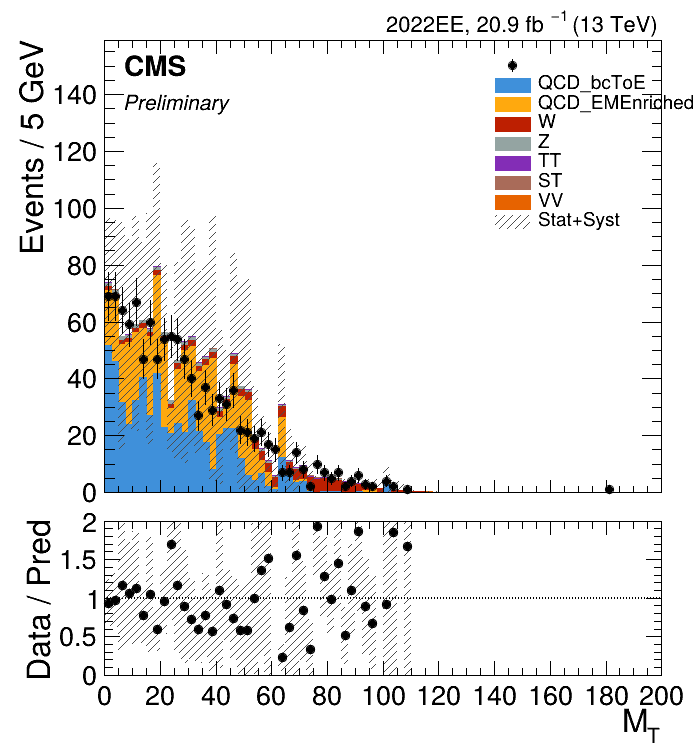 2022EE, 20.9 fb ⁻¹ (13 TeV)
CMS
Preliminary
QCD_bcToE
QCD_EMEnriched
W
Z
TT
ST
VV
Stat+Syst
Events / 5 GeV
140
120
100
80
60
40
20
0
Data / Pred
2
1.5
1
0.5
0
0 20 40 60 80 100 120 140 160 180 200
M_T